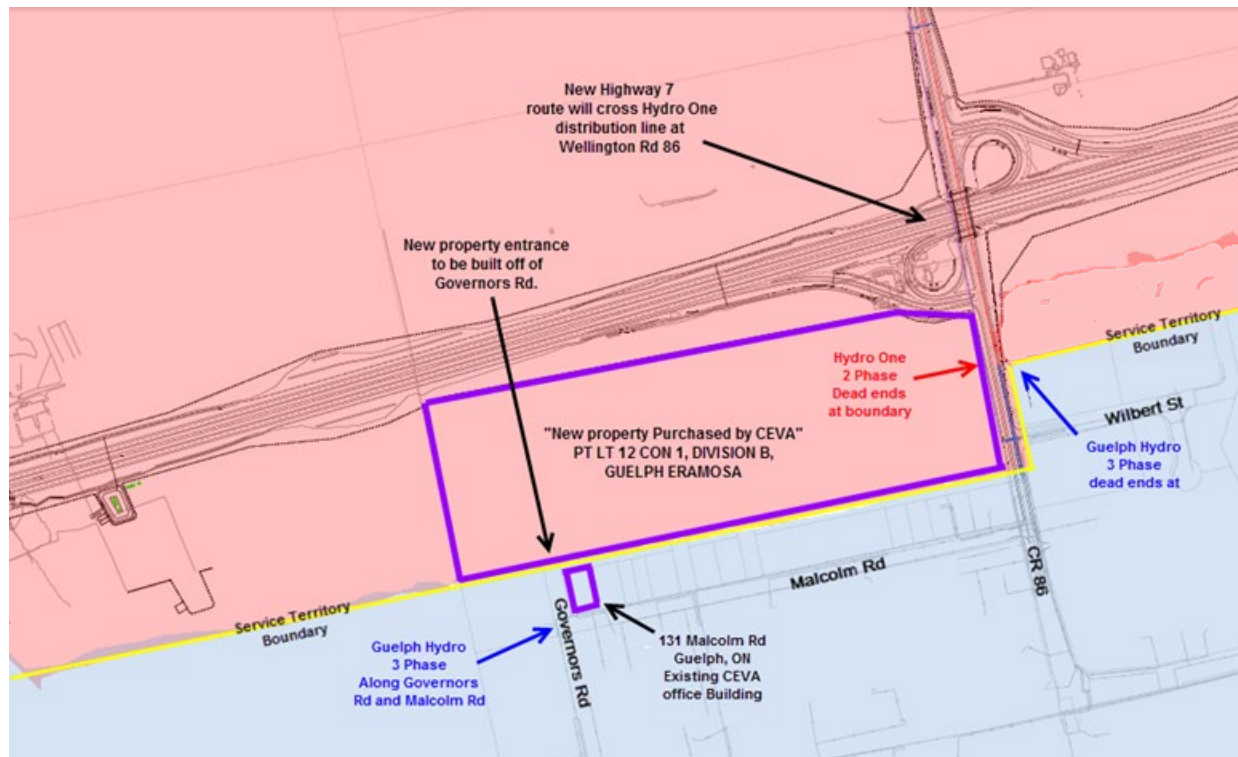 New Highway 7
route will cross Hydro One
distribution line at
Wellington Rd 86
New property entrance
to be built off of
Governors Rd.
Service Territory
Boundary
Hydro One
2 Phase
Dead ends
at boundary
Wilbert St
"New property Purchased by CEVA"
PT LT 12 CON 1, DIVISION B,
GUELPH ERAMOSA
Guelph Hydro
3 Phase
dead ends at
CR 86
Malcolm Rd
Service Territory
Boundary
Governors Rd
Guelph Hydro
3 Phase
Along Governors
Rd and Malcolm Rd
131 Malcolm Rd
Guelph, ON
Existing CEVA
office Building